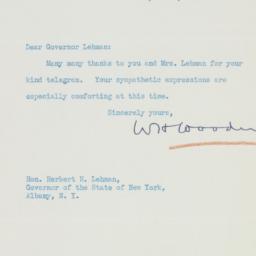 Dear Governor Lehman:
Many many thanks to you and Mrs. Lehman for your
kind telegram. Your sympathetic expressions are
especially comforting at this time.
Sincerely yours,
Hon. Herbert H. Lehman,
Governor of the State of New York,
Albany, N. Y.